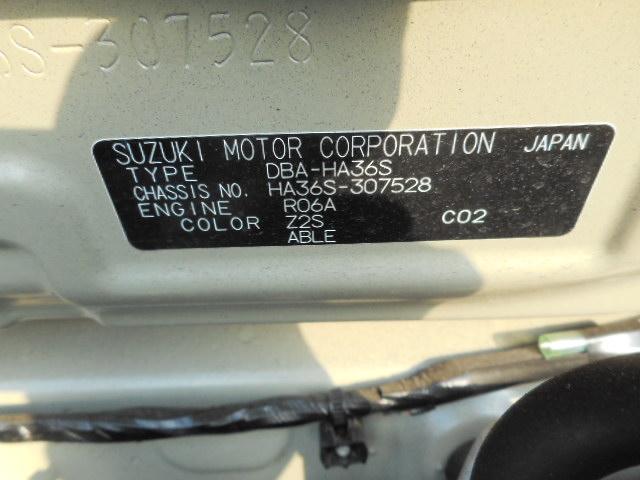 S-307528
SUZUKI MOTOR CORPORATION JAPAN
TYPE DBA-HA36S
CHASSIS NO. HA36S-307528
ENGINE R06A
COLOR Z2S C02
ABLE